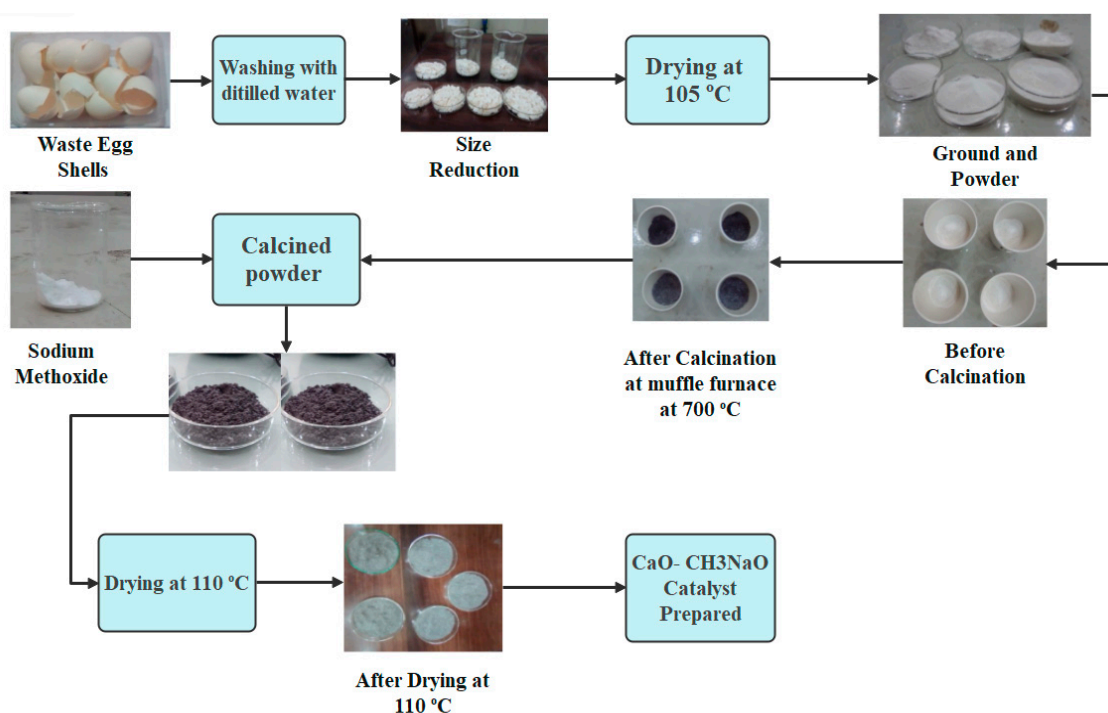 Washing with
ditilled water
Drying at
105 ºC
Waste Egg
Shells
Size
Reduction
Ground and
Powder
Calcined
powder
Sodium
Methoxide
After Calcination
at muffle furnace
at 700 ºC
Before
Calcination
Drying at 110 ºC
CaO- CH3NaO
Catalyst
Prepared
After Drying at
110 ºC